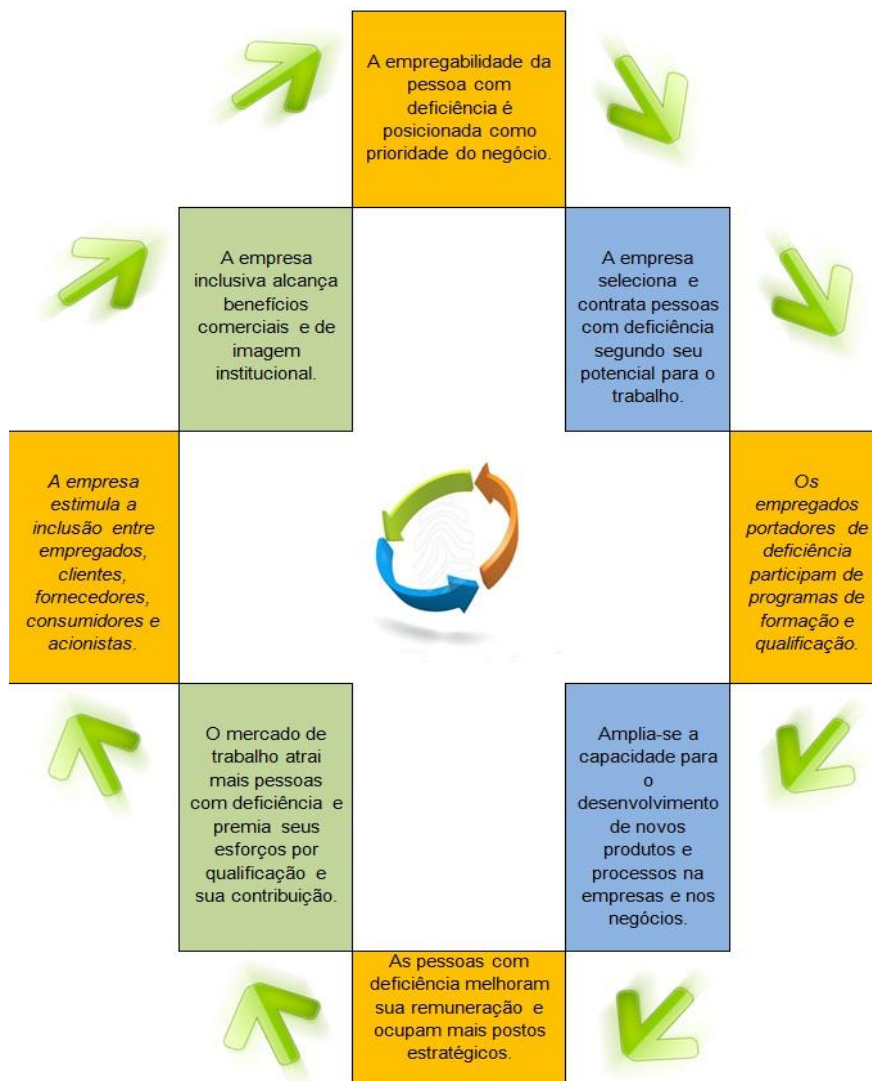 A empregabilidade da
pessoa com
deficiência é
posicionada como
prioridade do negócio.
A empresa
seleciona e
contrata pessoas
com deficiência
segundo seu
potencial para o
trabalho.
Os
empregados
portadores de
deficiência
participam de
programas de
formação e
qualificação.
Amplia-se a
capacidade para
o
desenvolvimento
de novos
produtos e
processos na
empresas e nos
negócios.
As pessoas com
deficiência melhoram
sua remuneração e
ocupam mais postos
estratégicos.
O mercado de
trabalho atrai
mais pessoas
com deficiência e
premia seus
esforços por
qualificação e
sua contribuição.
A empresa
estimula a
inclusão entre
empregados,
clientes,
fornecedores,
consumidores e
acionistas.
A empresa
inclusiva alcança
benefícios
comerciais e de
imagem
institucional.